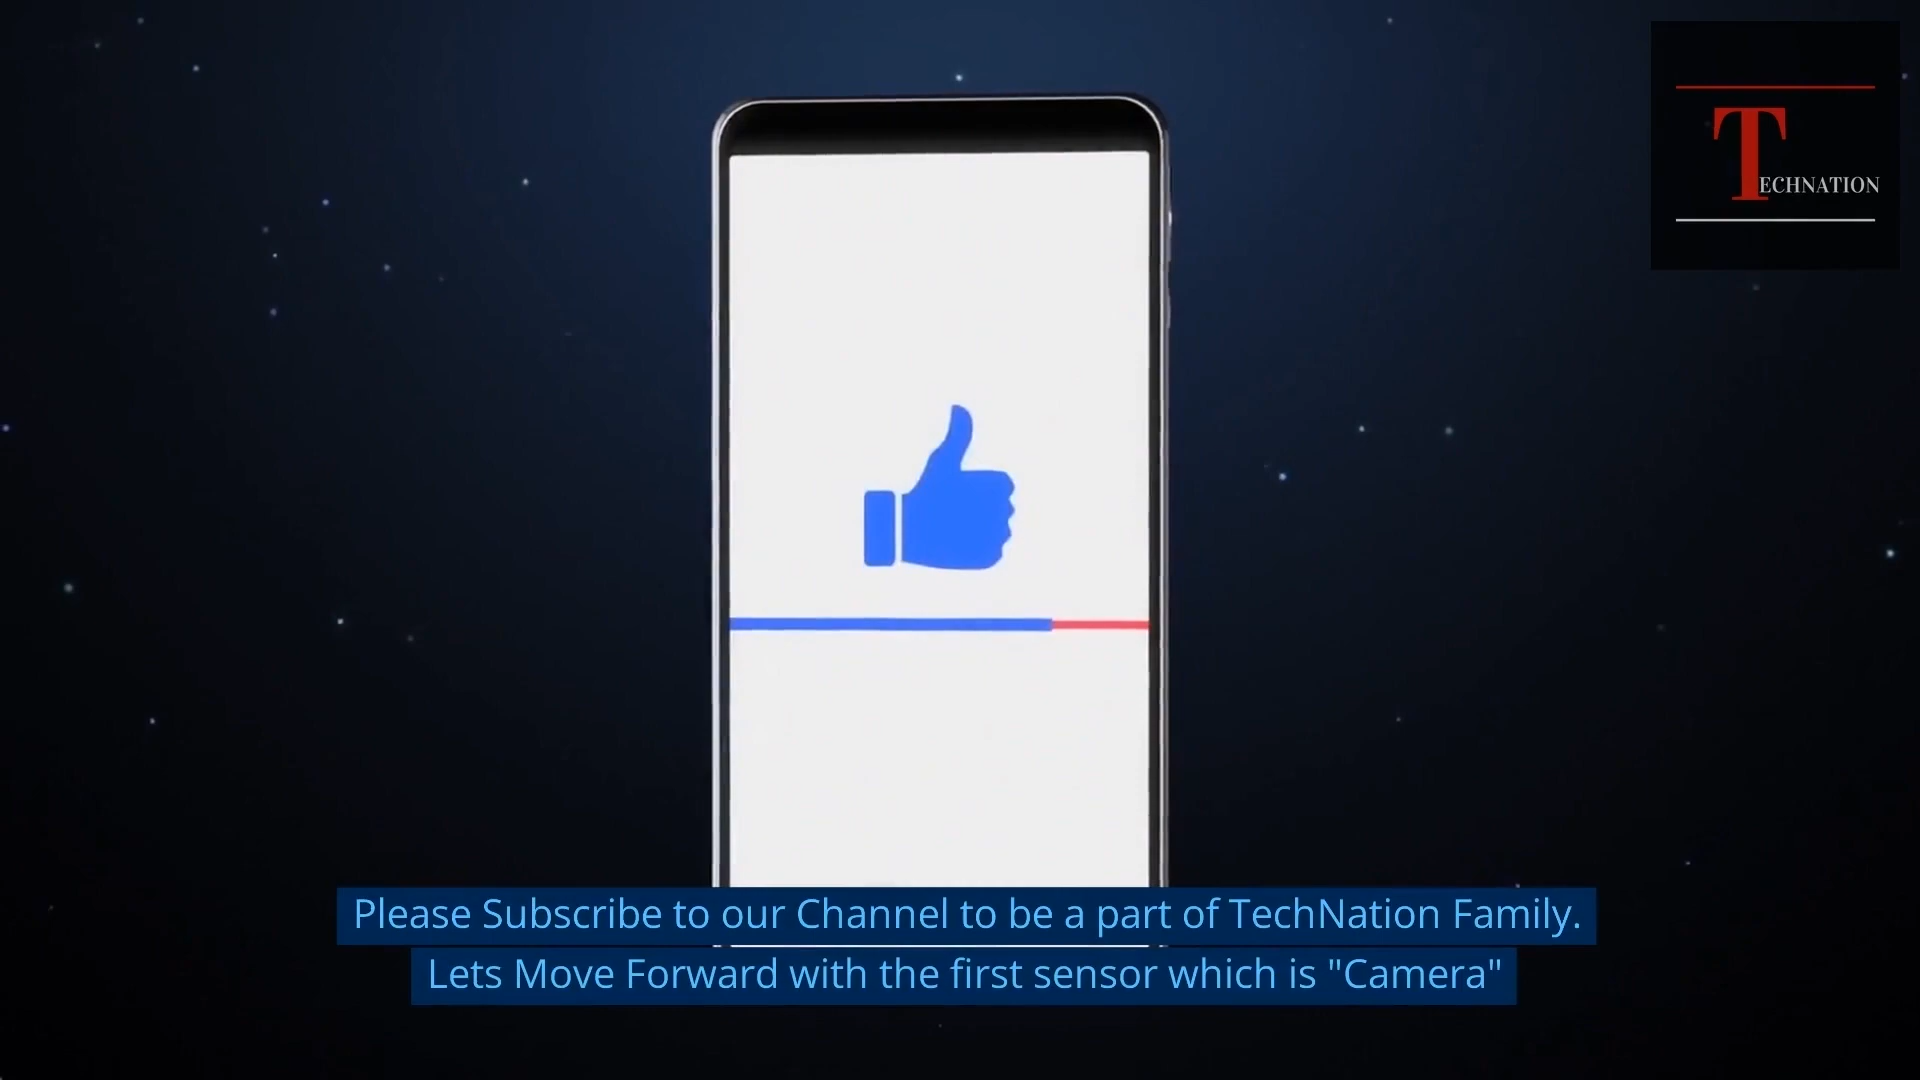 TECHNATION
Please Subscribe to our Channel to be a part of TechNation Family.
Lets Move Forward with the first sensor which is "Camera"